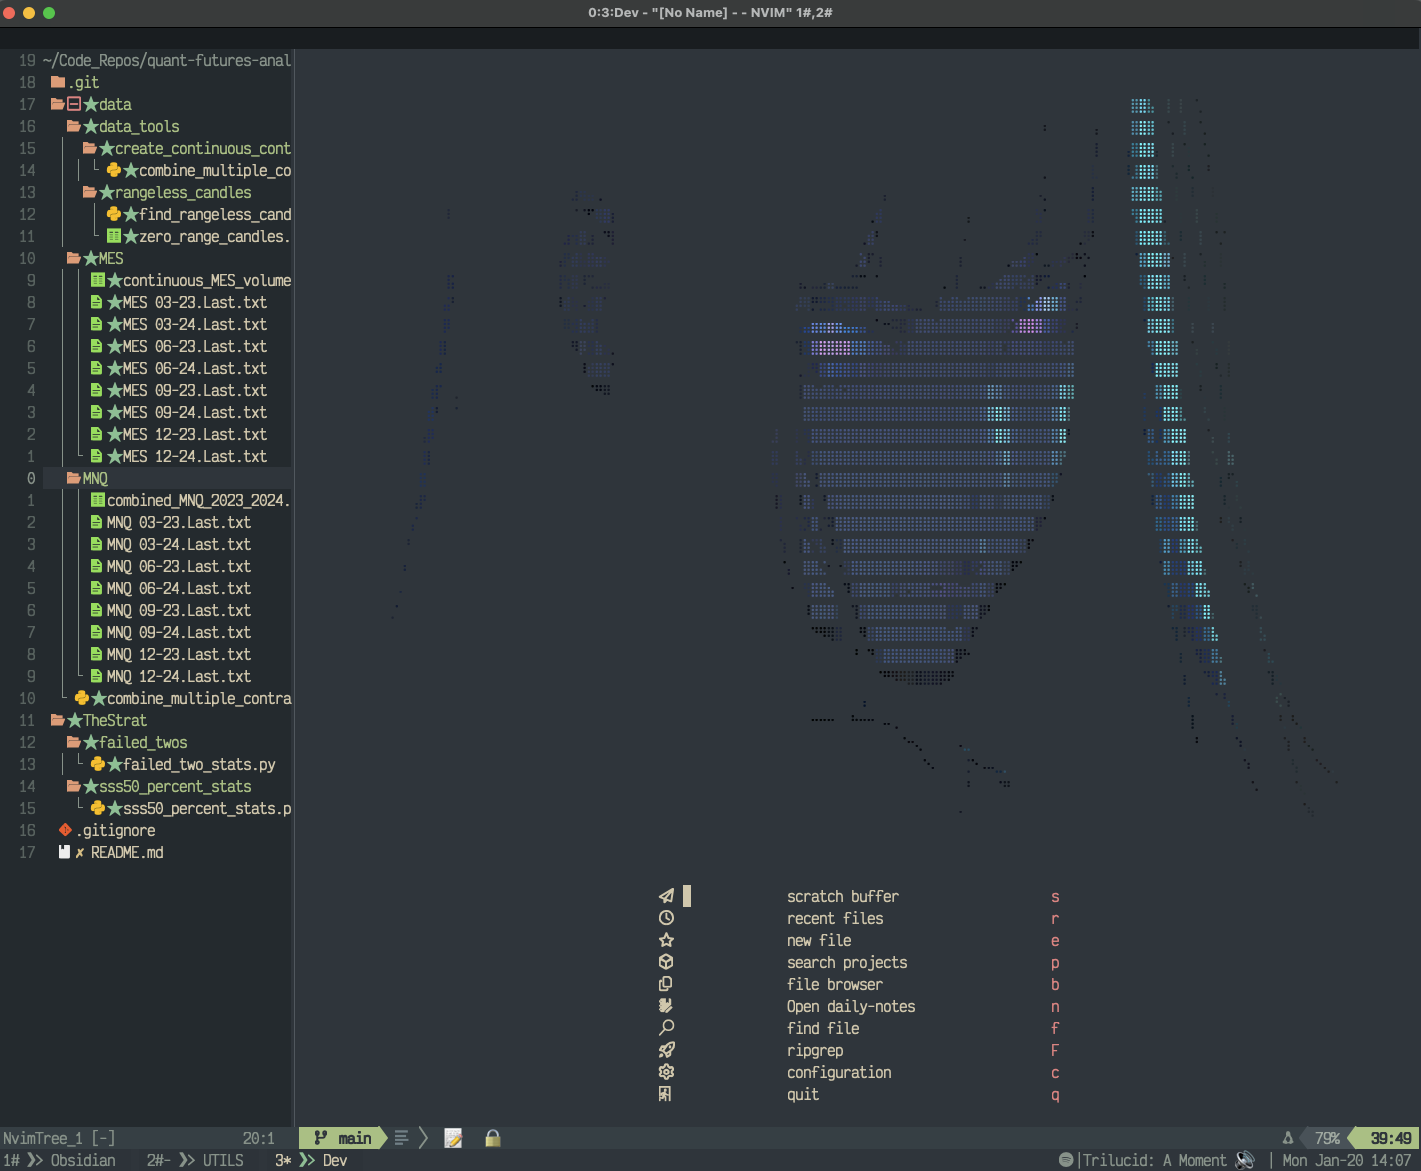 0:3:Dev - "[No Name] - - NVIM" 1#,2#
19 ~/Code_Repos/quant-futures-anal
18 .git
17 data
16 data_tools
15 create_continuous_cont
14 combine_multiple_co
13 rangeless_candles
12 find_rangeless_cand
11 zero_range_candles.
10 MES
9 continuous_MES_volume
8 MES 03-23.Last.txt
7 MES 03-24.Last.txt
6 MES 06-23.Last.txt
5 MES 06-24.Last.txt
4 MES 09-23.Last.txt
3 MES 09-24.Last.txt
2 MES 12-23.Last.txt
1 MES 12-24.Last.txt
0 MNQ
1 combined_MNQ_2023_2024.
2 MNQ 03-23.Last.txt
3 MNQ 03-24.Last.txt
4 MNQ 06-23.Last.txt
5 MNQ 06-24.Last.txt
6 MNQ 09-23.Last.txt
7 MNQ 09-24.Last.txt
8 MNQ 12-23.Last.txt
9 MNQ 12-24.Last.txt
10 combine_multiple_contra
11 TheStrat
12 failed_twos
13 failed_two_stats.py
14 sss50_percent_stats
15 sss50_percent_stats.p
16 .gitignore
17 ✗ README.md
scratch buffer s
recent files r
new file e
search projects p
file browser b
Open daily-notes n
find file f
ripgrep F
configuration c
quit q
NvimTree_1 [-] 20:1 main 79% 39:49
1# Obsidian 2#- UTILS 3* Dev |Trilucid: A Moment | Mon Jan-20 14:07